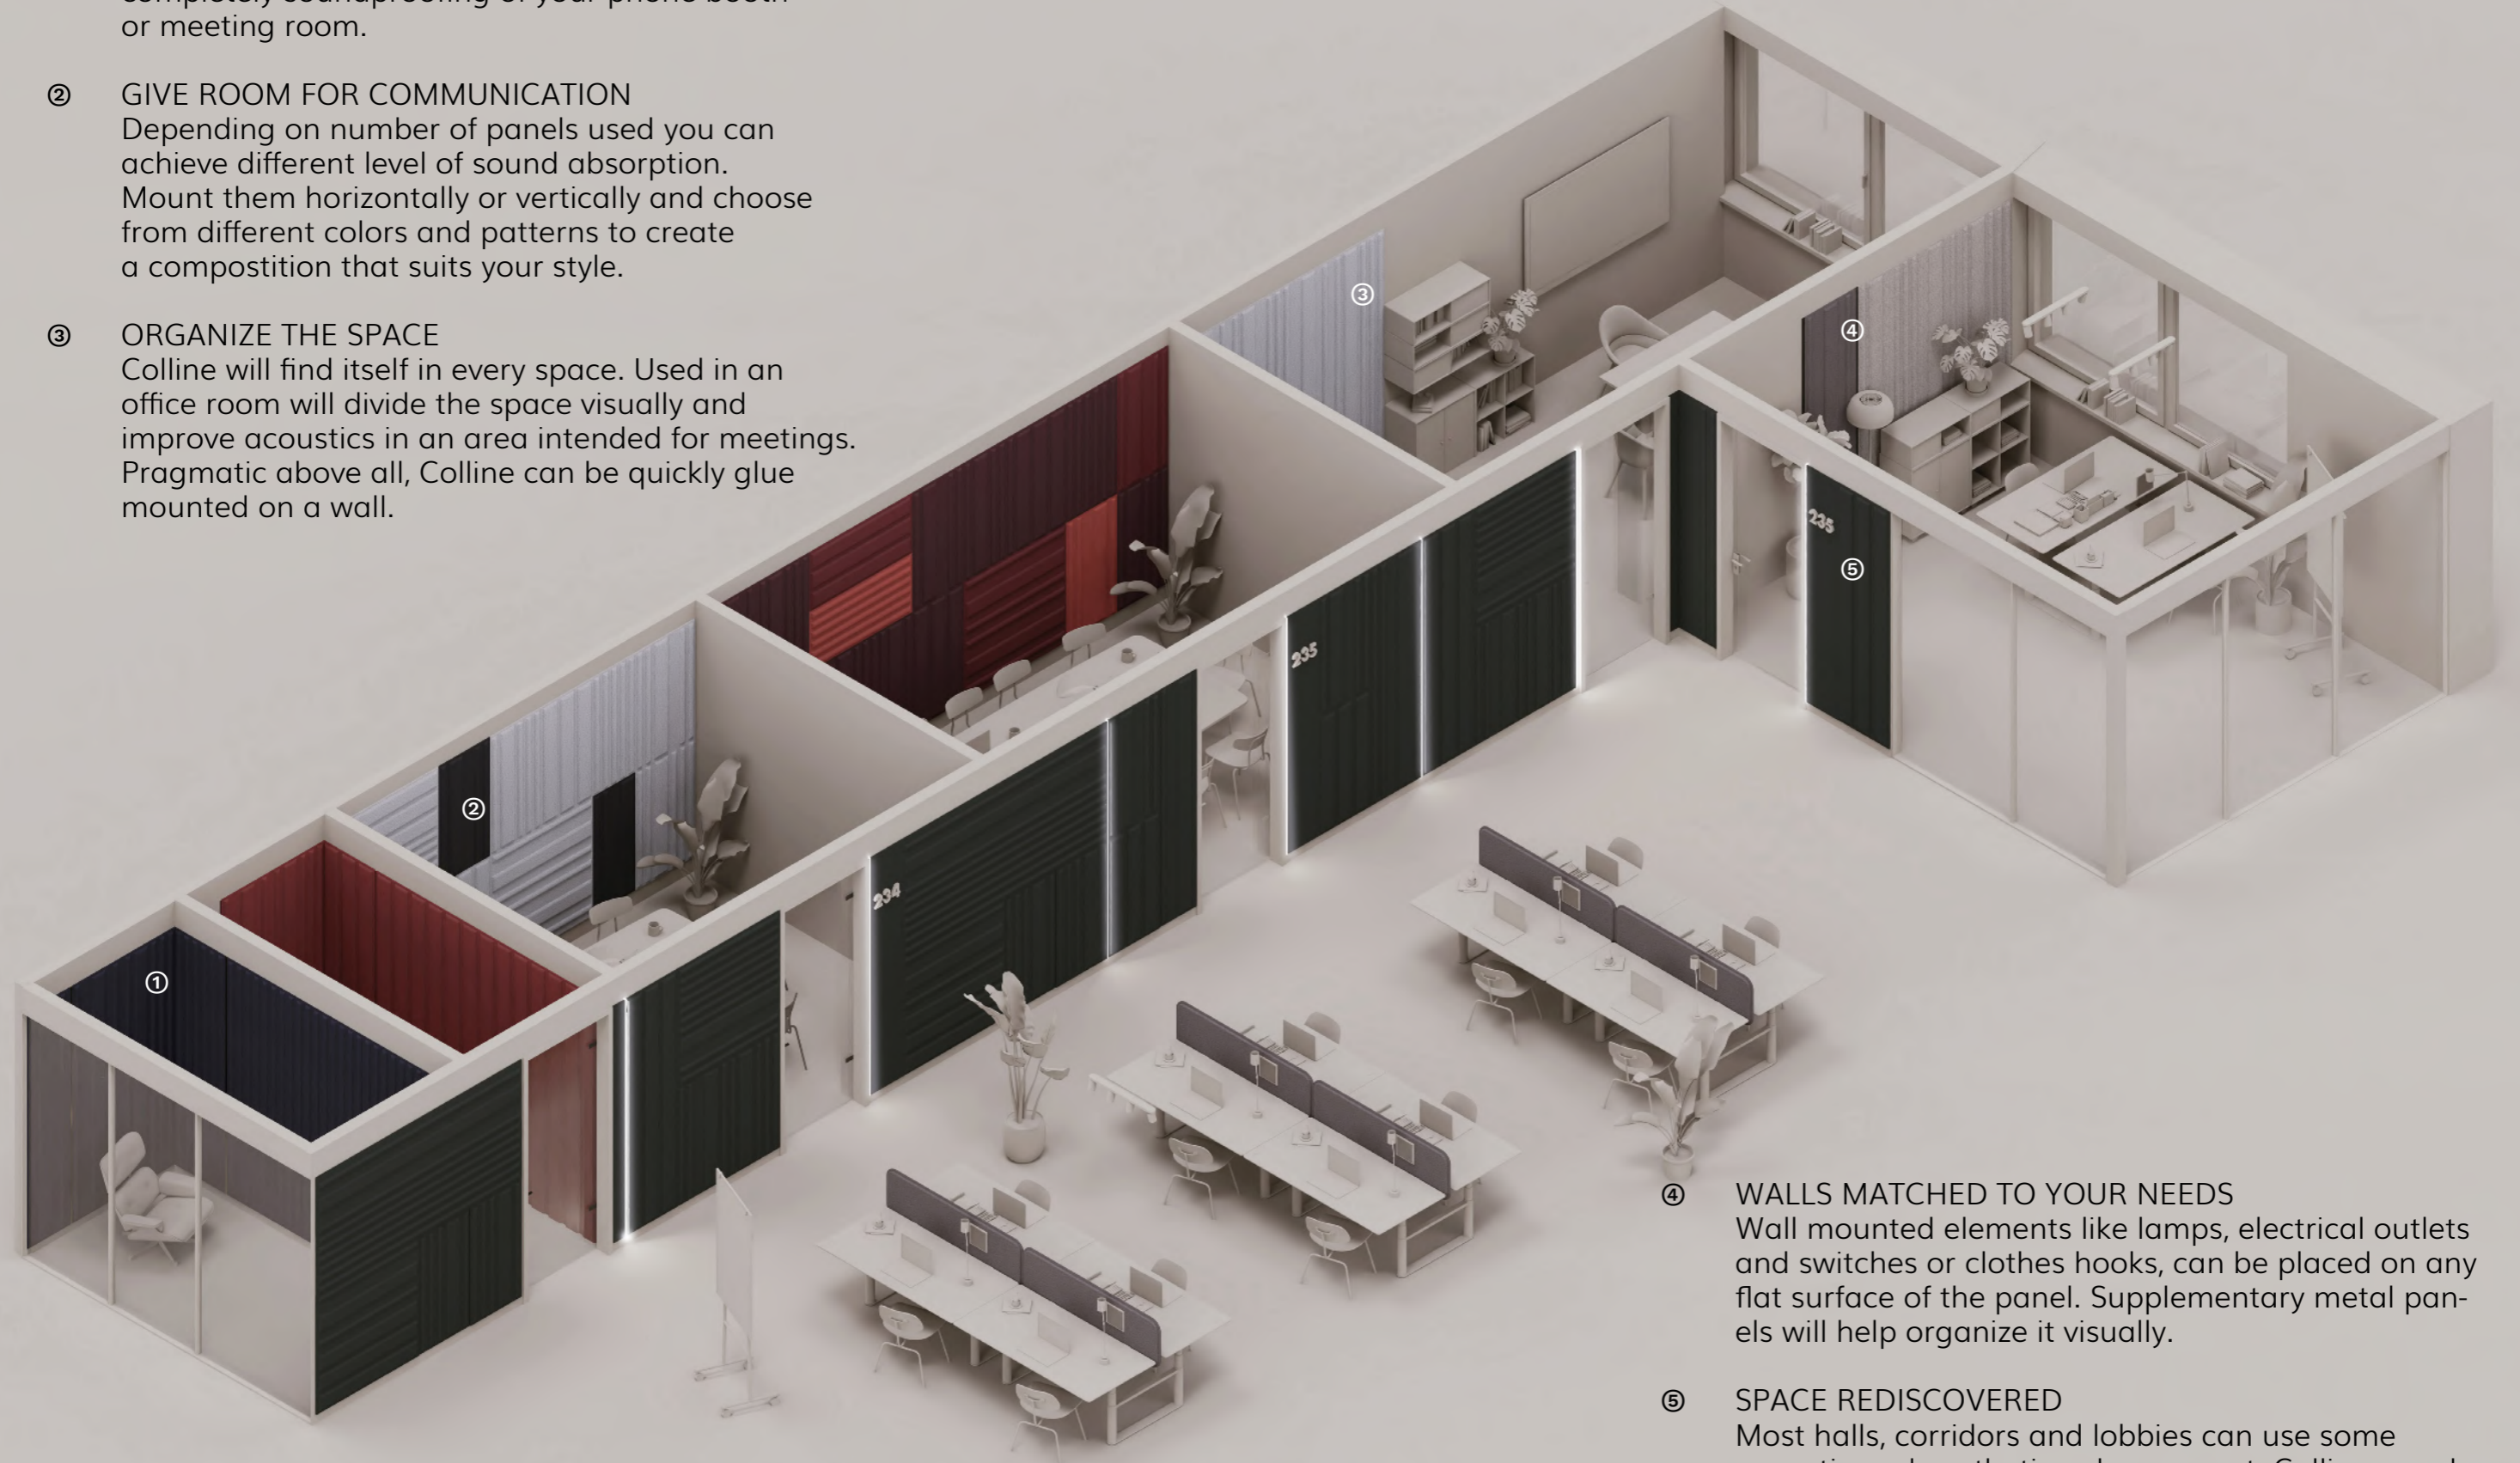 completely soundproofing of your phone booth
or meeting room.
② GIVE ROOM FOR COMMUNICATION
Depending on number of panels used you can
achieve different level of sound absorption.
Mount them horizontally or vertically and choose
from different colors and patterns to create
a compostition that suits your style.
③ ORGANIZE THE SPACE
Colline will find itself in every space. Used in an
office room will divide the space visually and
improve acoustics in an area intended for meetings.
Pragmatic above all, Colline can be quickly glue
mounted on a wall.
③
④
235
⑤
235
②
234
①
④ WALLS MATCHED TO YOUR NEEDS
Wall mounted elements like lamps, electrical outlets
and switches or clothes hooks, can be placed on any
flat surface of the panel. Supplementary metal pan-
els will help organize it visually.
⑤ SPACE REDISCOVERED
Most halls, corridors and lobbies can use some